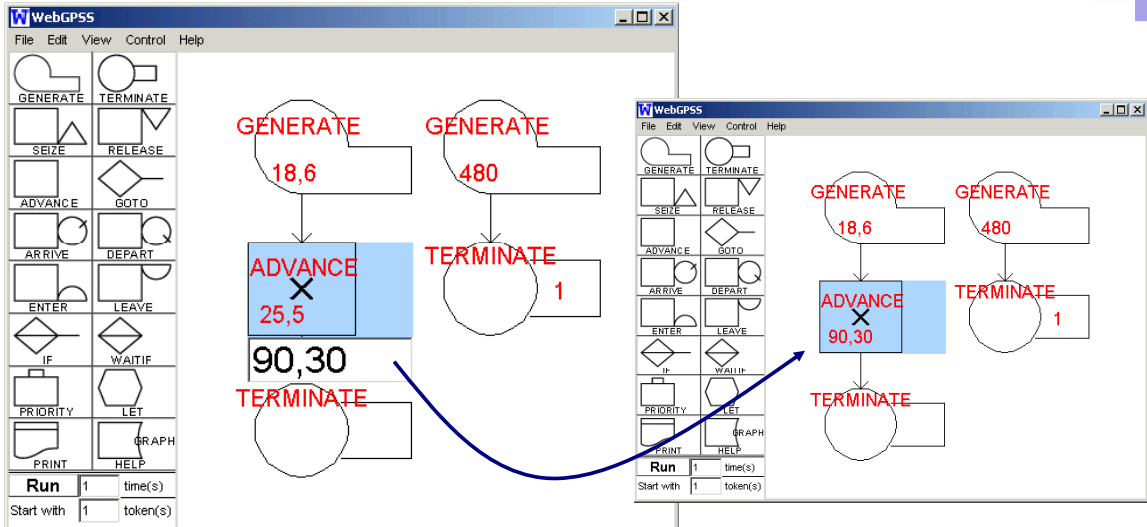 WebGPSS
File Edit View Control Help
GENERATE TERMINATE
SEIZE RELEASE
ADVANCE GOTO
ARRIVE DEPART
ENTER LEAVE
IF WAITIF
PRIORITY LET
PRINT HELP GRAPH
Run 1 time(s)
Start with 1 token(s)
GENERATE GENERATE
18,6 480
ADVANCE TERMINATE
25,5 1
90,30
TERMINATE
WebGPSS
File Edit View Control Help
GENERATE TERMINATE
SEIZE RELEASE
ADVANCE GOTO
ARRIVE DEPART
ENTER LEAVE
IF WAITIF
PRIORITY LET
PRINT HELP GRAPH
Run 1 time(s)
Start with 1 token(s)
GENERATE GENERATE
18,6 480
ADVANCE TERMINATE
90,30 1
TERMINATE